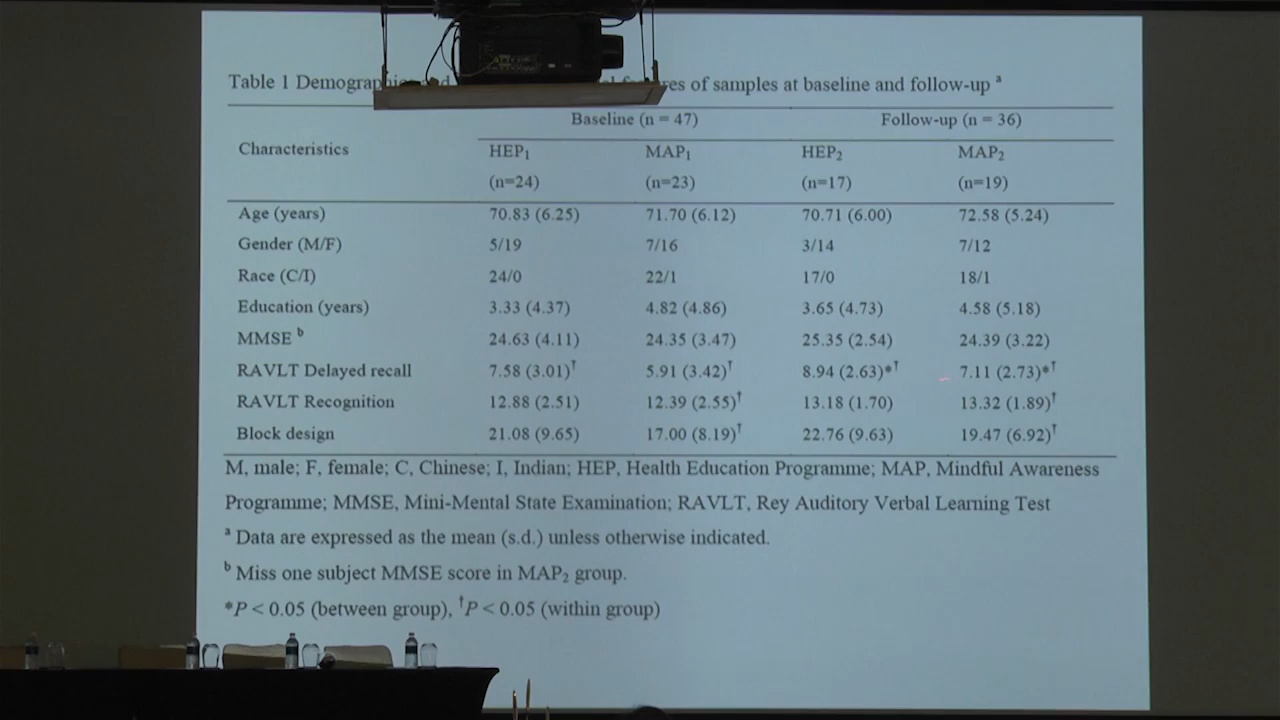 Table 1 Demographics and res of samples at baseline and follow-up ᵃ
Baseline (n = 47) Follow-up (n = 36)
Characteristics HEP₁ MAP₁ HEP₂ MAP₂
(n=24) (n=23) (n=17) (n=19)
Age (years) 70.83 (6.25) 71.70 (6.12) 70.71 (6.00) 72.58 (5.24)
Gender (M/F) 5/19 7/16 3/14 7/12
Race (C/I) 24/0 22/1 17/0 18/1
Education (years) 3.33 (4.37) 4.82 (4.86) 3.65 (4.73) 4.58 (5.18)
MMSE ᵇ 24.63 (4.11) 24.35 (3.47) 25.35 (2.54) 24.39 (3.22)
RAVLT Delayed recall 7.58 (3.01)† 5.91 (3.42)† 8.94 (2.63)*† 7.11 (2.73)*†
RAVLT Recognition 12.88 (2.51) 12.39 (2.55)† 13.18 (1.70) 13.32 (1.89)†
Block design 21.08 (9.65) 17.00 (8.19)† 22.76 (9.63) 19.47 (6.92)†
M, male; F, female; C, Chinese; I, Indian; HEP, Health Education Programme; MAP, Mindful Awareness
Programme; MMSE, Mini-Mental State Examination; RAVLT, Rey Auditory Verbal Learning Test
ᵃ Data are expressed as the mean (s.d.) unless otherwise indicated.
ᵇ Miss one subject MMSE score in MAP₂ group.
*P < 0.05 (between group), †P < 0.05 (within group)